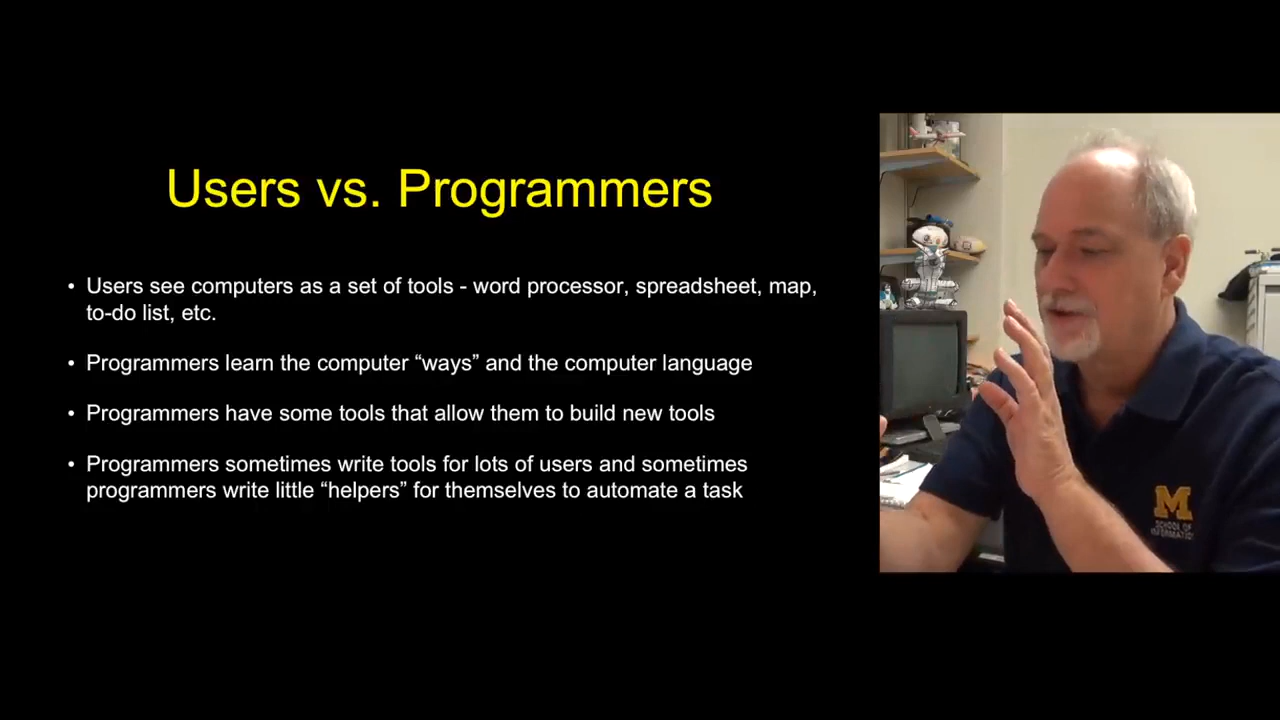 Users vs. Programmers
• Users see computers as a set of tools - word processor, spreadsheet, map,
to-do list, etc.
• Programmers learn the computer “ways” and the computer language
• Programmers have some tools that allow them to build new tools
• Programmers sometimes write tools for lots of users and sometimes
programmers write little “helpers” for themselves to automate a task
M
SCHOOL OF
INFORMATION